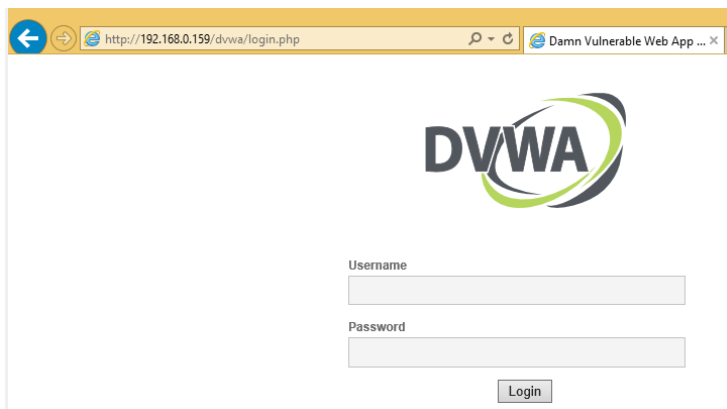 http://192.168.0.159/dvwa/login.php
Damn Vulnerable Web App ...
DVWA
Username
Password
Login